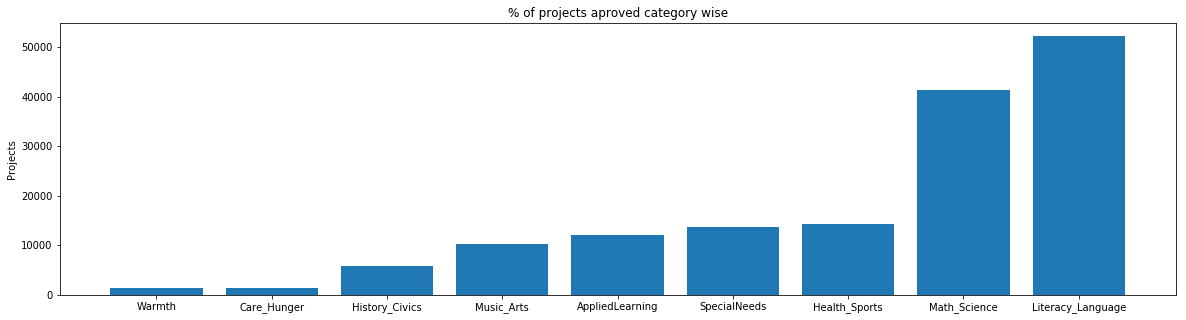 % of projects aproved category wise
Projects
50000
40000
30000
20000
10000
0
Warmth Care_Hunger History_Civics Music_Arts AppliedLearning SpecialNeeds Health_Sports Math_Science Literacy_Language